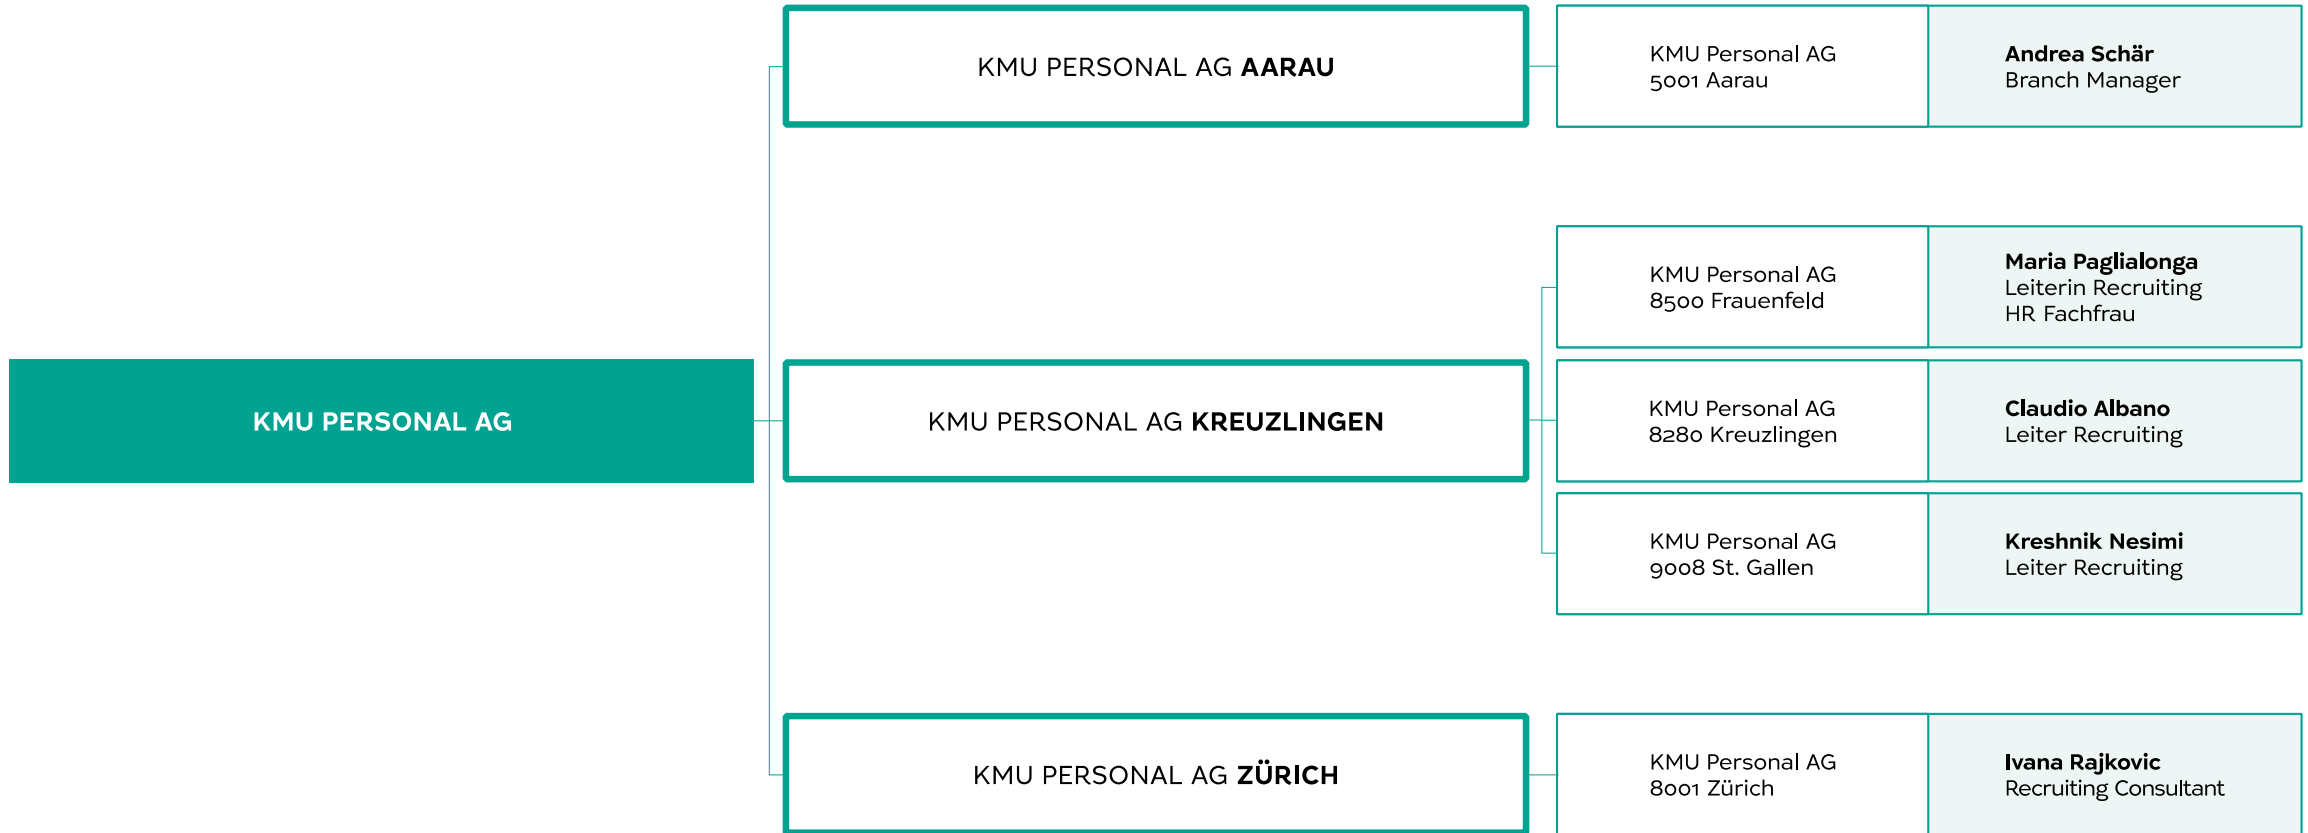 KMU PERSONAL AG
KMU PERSONAL AG AARAU
KMU Personal AG
5001 Aarau
Andrea Schär
Branch Manager
KMU PERSONAL AG KREUZLINGEN
KMU Personal AG
8500 Frauenfeld
Maria Paglialonga
Leiterin Recruiting
HR Fachfrau
KMU Personal AG
8280 Kreuzlingen
Claudio Albano
Leiter Recruiting
KMU Personal AG
9008 St. Gallen
Kreshnik Nesimi
Leiter Recruiting
KMU PERSONAL AG ZÜRICH
KMU Personal AG
8001 Zürich
Ivana Rajkovic
Recruiting Consultant